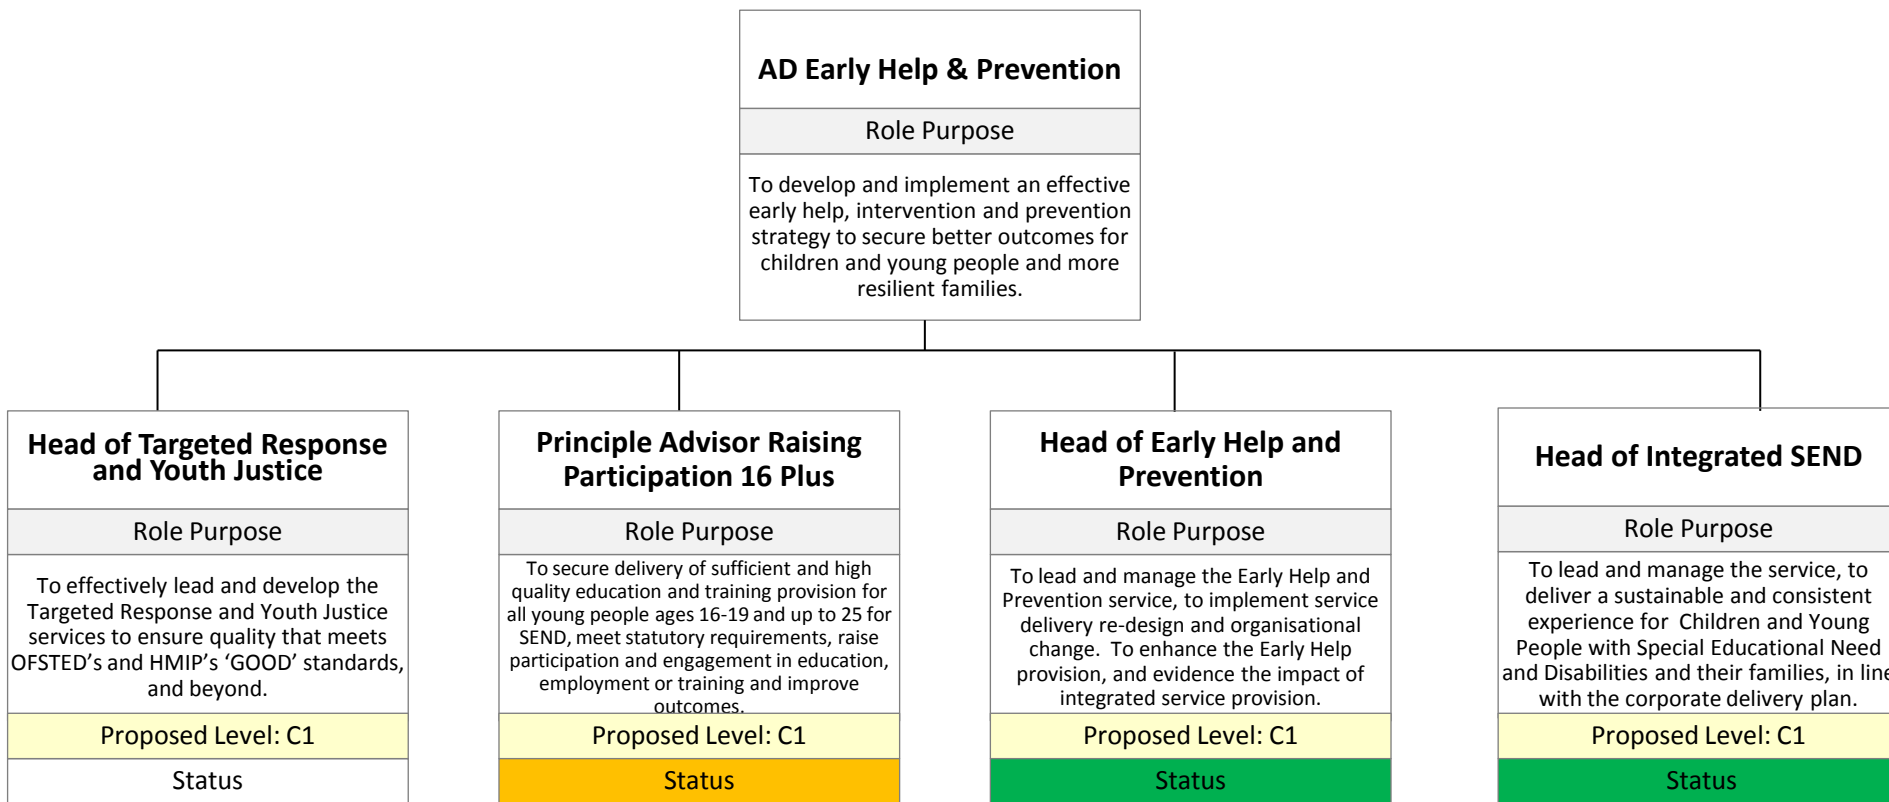 AD Early Help & Prevention
Role Purpose
To develop and implement an effective
early help, intervention and prevention
strategy to secure better outcomes for
children and young people and more
resilient families.
Head of Targeted Response
and Youth Justice
Role Purpose
To effectively lead and develop the
Targeted Response and Youth Justice
services to ensure quality that meets
OFSTED's and HMIP's ‘GOOD’ standards,
and beyond.
Proposed Level: C1
Status
Principle Advisor Raising
Participation 16 Plus
Role Purpose
To secure delivery of sufficient and high
quality education and training provision for
all young people ages 16-19 and up to 25 for
SEND, meet statutory requirements, raise
participation and engagement in education,
employment or training and improve
outcomes.
Proposed Level: C1
Status
Head of Early Help and
Prevention
Role Purpose
To lead and manage the Early Help and
Prevention service, to implement service
delivery re-design and organisational
change. To enhance the Early Help
provision, and evidence the impact of
integrated service provision.
Proposed Level: C1
Status
Head of Integrated SEND
Role Purpose
To lead and manage the service, to
deliver a sustainable and consistent
experience for Children and Young
People with Special Educational Need
and Disabilities and their families, in line
with the corporate delivery plan.
Proposed Level: C1
Status